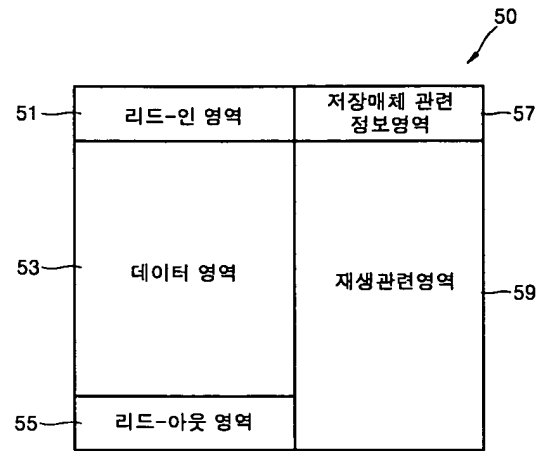 50
51
리드-인 영역
저장매체 관련
정보영역
57
53
데이터 영역
재생관련영역
59
55
리드-아웃 영역